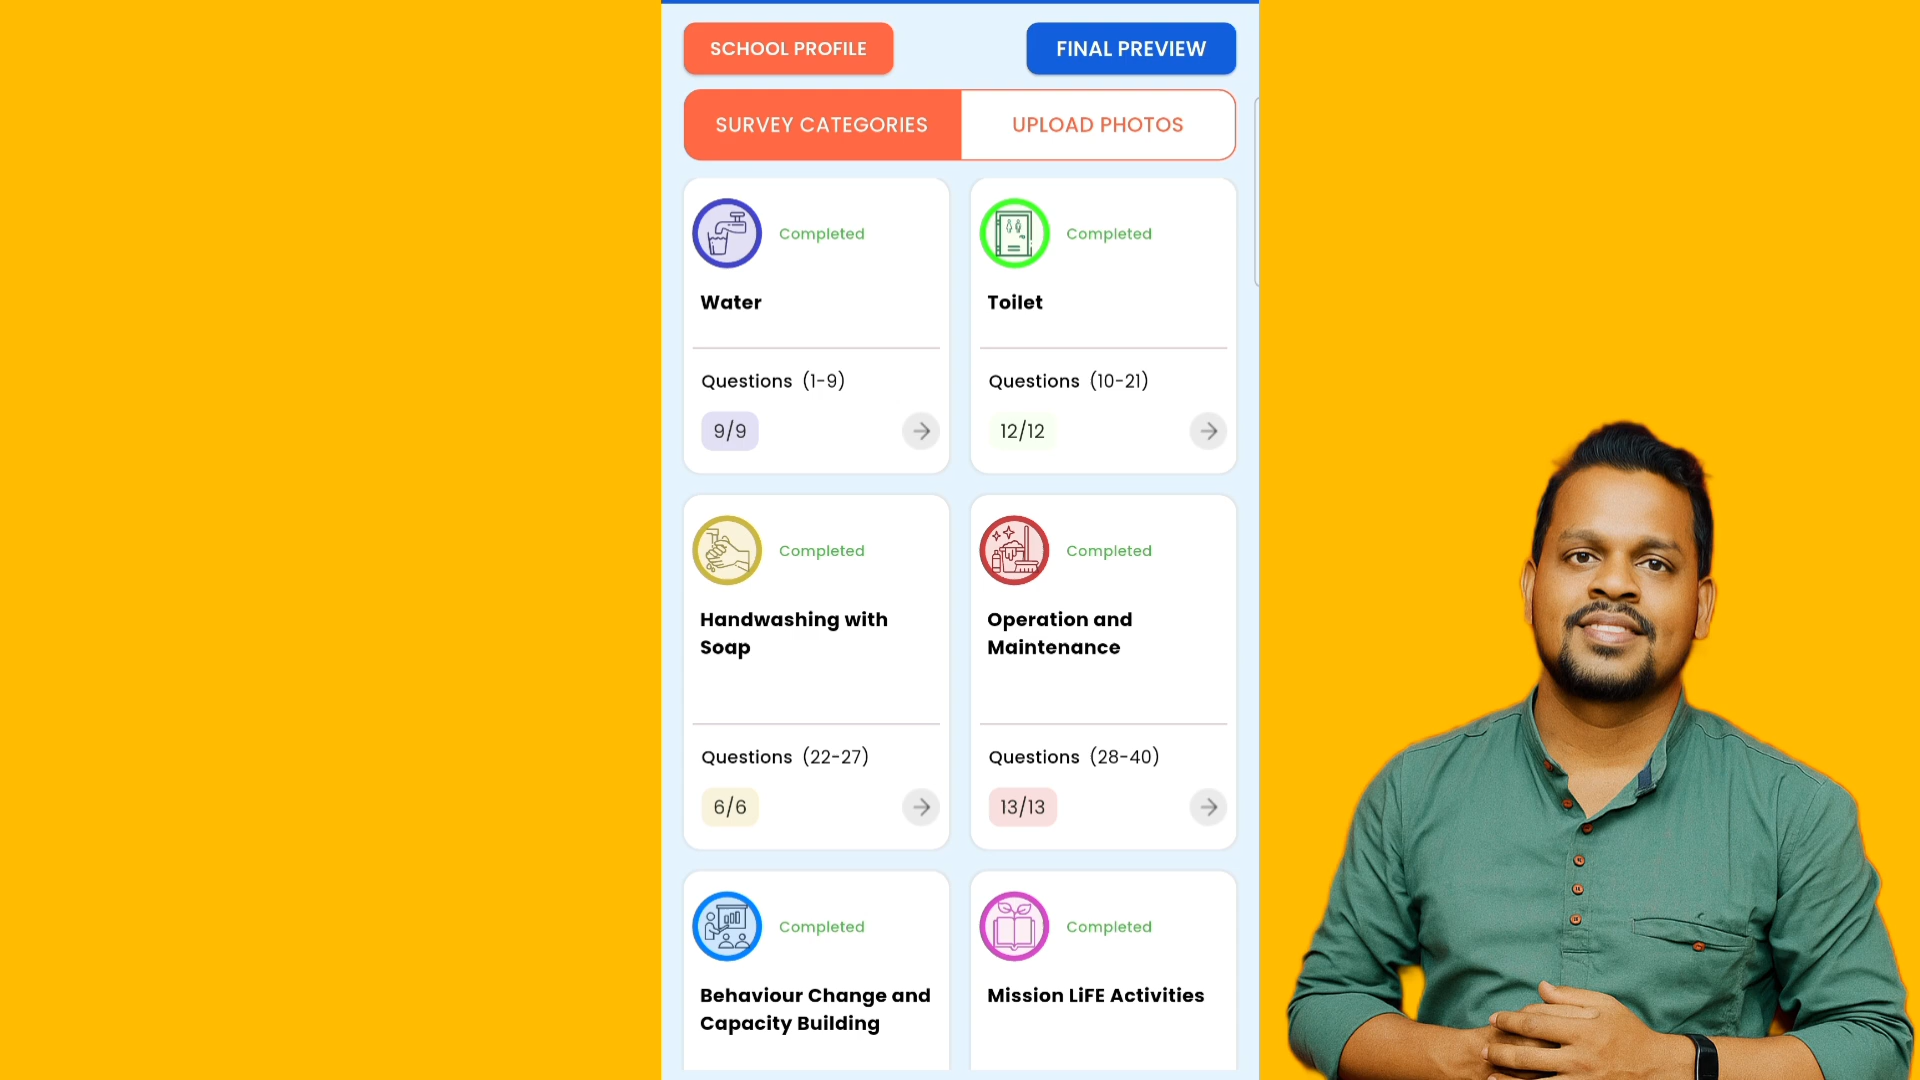 SCHOOL PROFILE
FINAL PREVIEW
SURVEY CATEGORIES
UPLOAD PHOTOS
Completed
Water
Questions (1-9)
9/9
Completed
Toilet
Questions (10-21)
12/12
Completed
Handwashing with
Soap
Questions (22-27)
6/6
Completed
Operation and
Maintenance
Questions (28-40)
13/13
Completed
Behaviour Change and
Capacity Building
Completed
Mission LiFE Activities